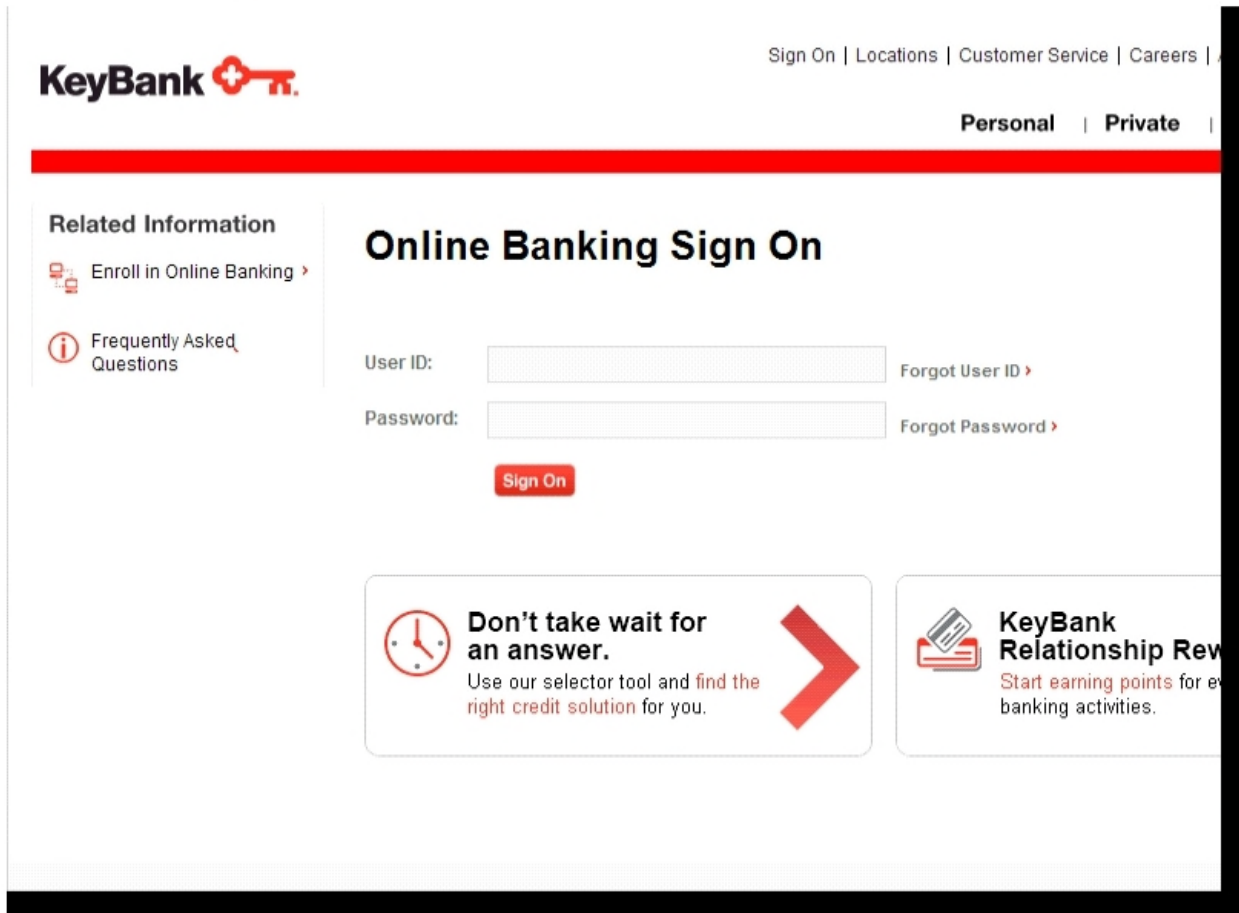 KeyBank
Sign On | Locations | Customer Service | Careers |
Personal | Private |
Related Information
Enroll in Online Banking ›
Frequently Asked
Questions
Online Banking Sign On
User ID:
Forgot User ID ›
Password:
Forgot Password ›
Sign On
Don't take wait for
an answer.
Use our selector tool and find the
right credit solution for you.
KeyBank
Relationship Rew
Start earning points for ev
banking activities.